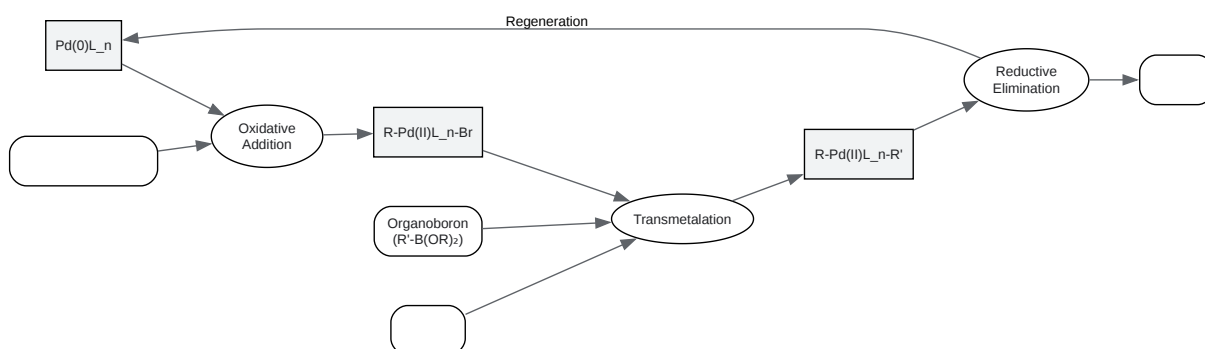 Regeneration
Pd(0)L_n
Oxidative
Addition
R-Pd(II)L_n-Br
Organoboron
(R'-B(OR)₂)
Transmetalation
R-Pd(II)L_n-R'
Reductive
Elimination